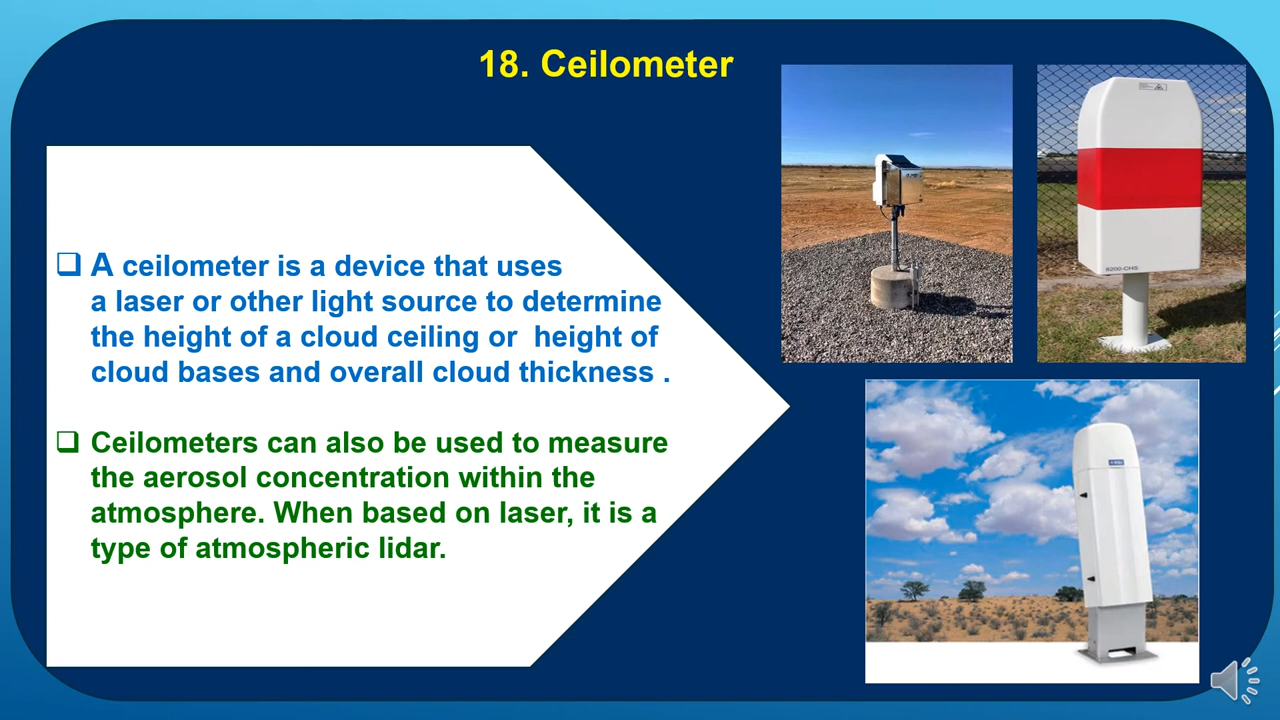 18. Ceilometer
❑ A ceilometer is a device that uses
a laser or other light source to determine
the height of a cloud ceiling or height of
cloud bases and overall cloud thickness .
❑ Ceilometers can also be used to measure
the aerosol concentration within the
atmosphere. When based on laser, it is a
type of atmospheric lidar.
8200-CHS